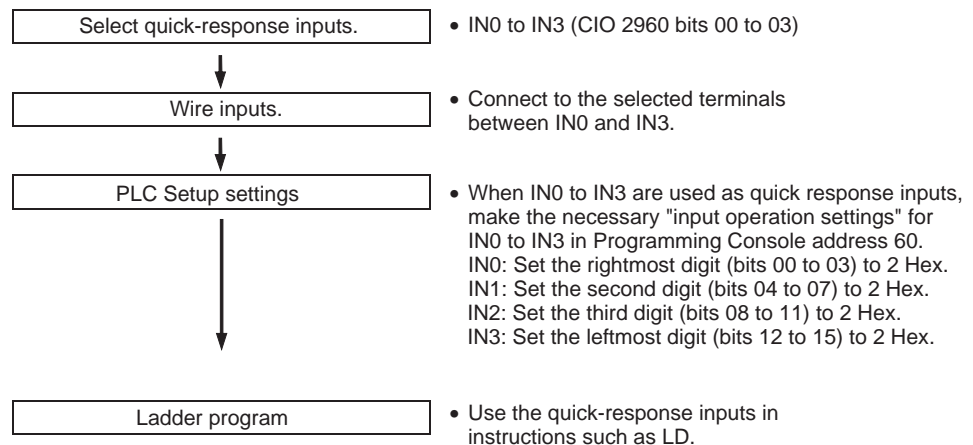 Select quick-response inputs.
• IN0 to IN3 (CIO 2960 bits 00 to 03)
Wire inputs.
• Connect to the selected terminals
between IN0 and IN3.
PLC Setup settings
• When IN0 to IN3 are used as quick response inputs,
make the necessary "input operation settings" for
IN0 to IN3 in Programming Console address 60.
IN0: Set the rightmost digit (bits 00 to 03) to 2 Hex.
IN1: Set the second digit (bits 04 to 07) to 2 Hex.
IN2: Set the third digit (bits 08 to 11) to 2 Hex.
IN3: Set the leftmost digit (bits 12 to 15) to 2 Hex.
Ladder program
• Use the quick-response inputs in
instructions such as LD.